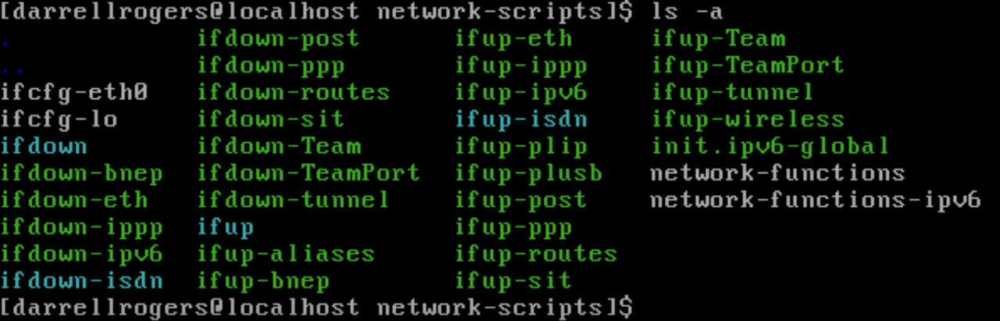 [darrellrogers@localhost network-scripts]$ ls -a
. ifdown-post ifup-eth ifup-Team
.. ifdown-ppp ifup-ippp ifup-TeamPort
ifcfg-eth0 ifdown-routes ifup-ipv6 ifup-tunnel
ifcfg-lo ifdown-sit ifup-isdn ifup-wireless
ifdown ifdown-Team ifup-plip init.ipv6-global
ifdown-bnep ifdown-TeamPort ifup-plusb network-functions
ifdown-eth ifdown-tunnel ifup-post network-functions-ipv6
ifdown-ippp ifup ifup-ppp
ifdown-ipv6 ifup-aliases ifup-routes
ifdown-isdn ifup-bnep ifup-sit
[darrellrogers@localhost network-scripts]$